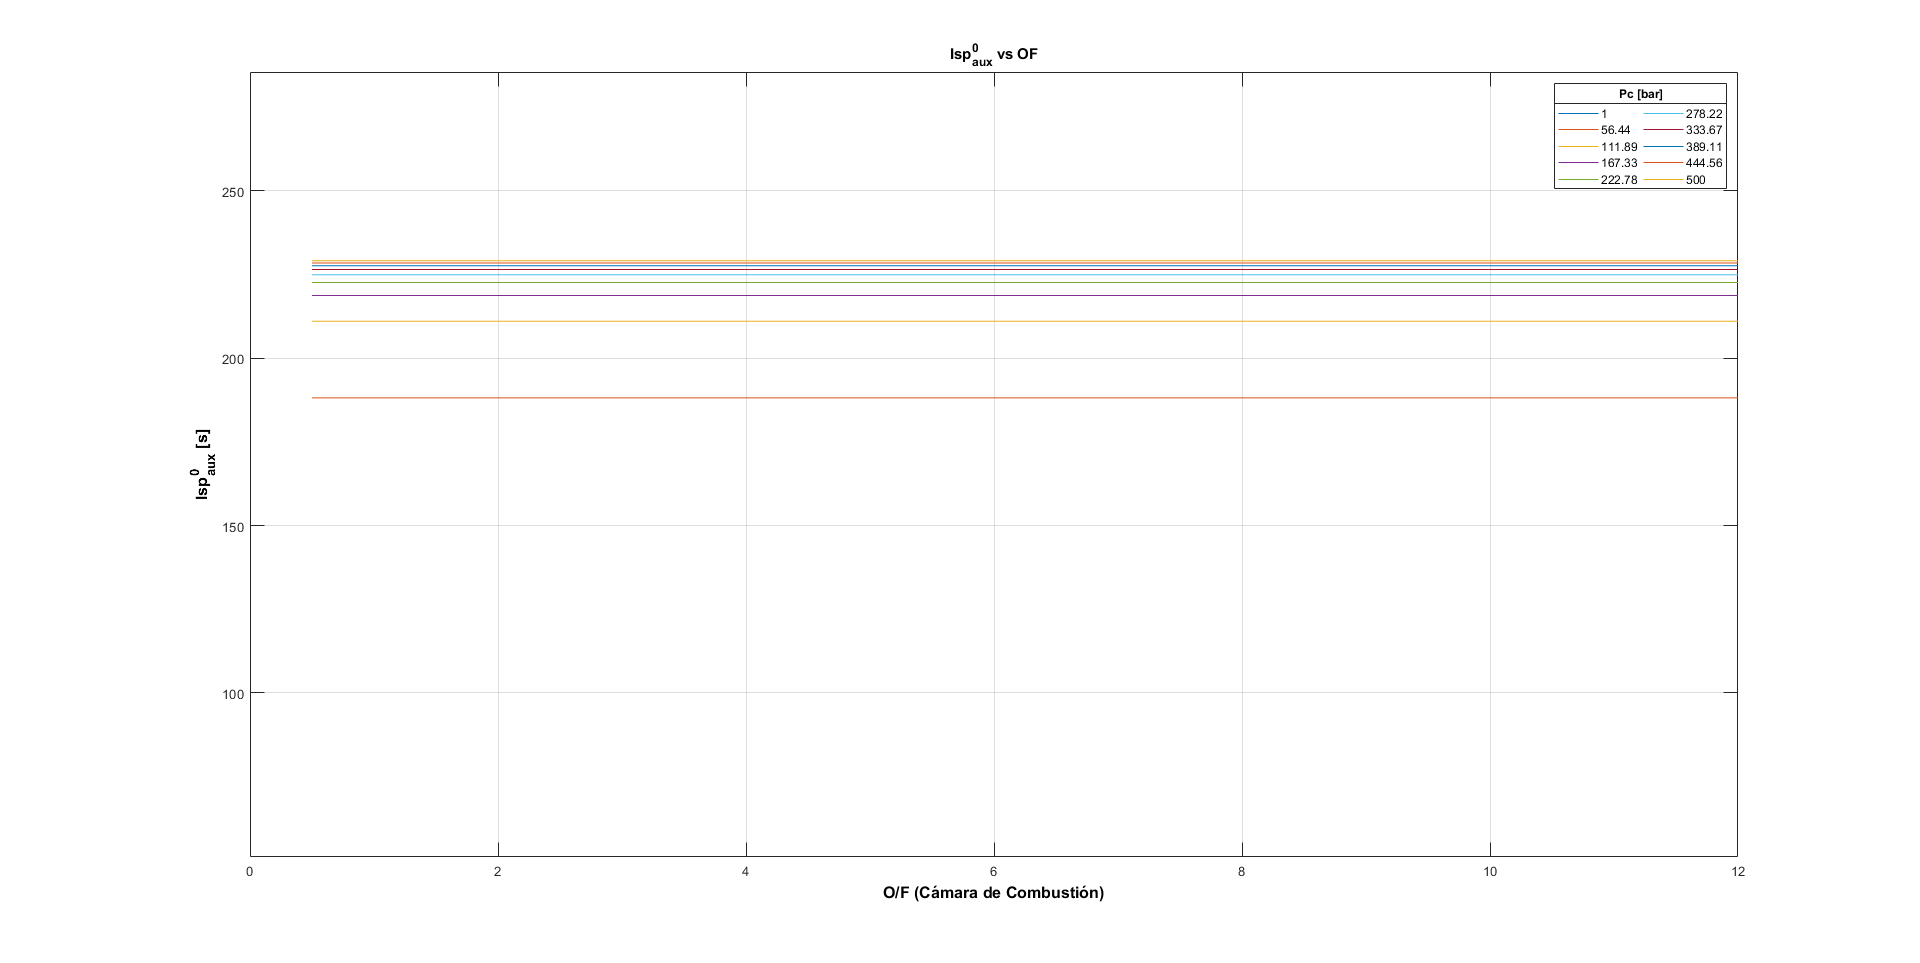 Isp⁰aux vs OF
Pc [bar]
1 278.22
56.44 333.67
111.89 389.11
167.33 444.56
222.78 500
250
200
150
100
Isp⁰aux [s]
0 2 4 6 8 10 12
O/F (Cámara de Combustión)